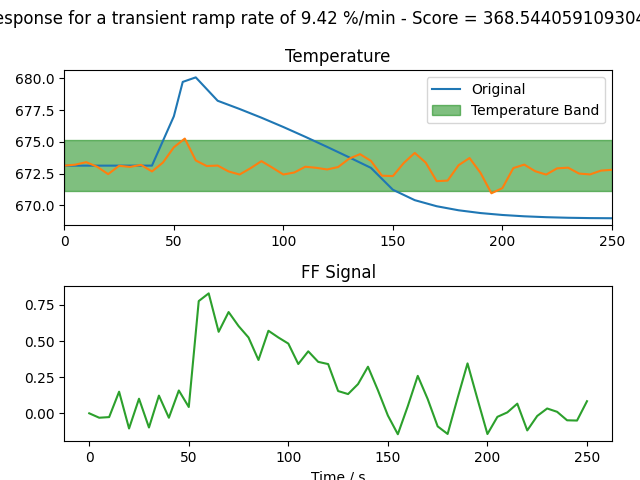 esponse for a transient ramp rate of 9.42 %/min - Score = 368.544059109304
Temperature
680.0
677.5
675.0
672.5
670.0
Original
Temperature Band
0 50 100 150 200 250
FF Signal
0.75
0.50
0.25
0.00
0 50 100 150 200 250
Time / s